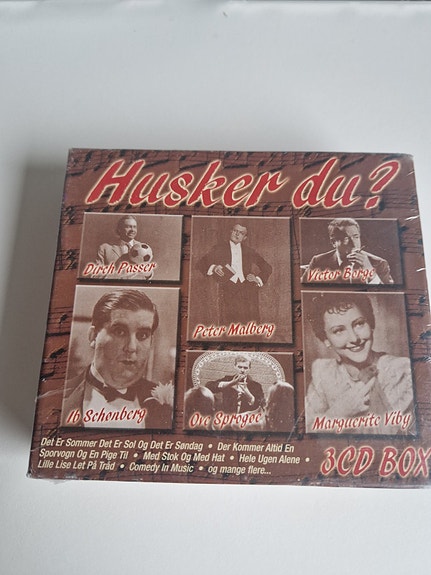 Husker du?
Dirch Passer
Peter Malberg
Victor Borge
Ib Schønberg
Ove Sprogøe
Marguerite Viby
Det Er Sommer Det Er Sol Og Det Er Søndag • Der Kommer Altid En
Sporvogn Og En Pige Til • Med Stok Og Med Hat • Hele Ugen Alene •
Lille Lise Let På Tråd • Comedy In Music • og mange flere...
3CD BOX